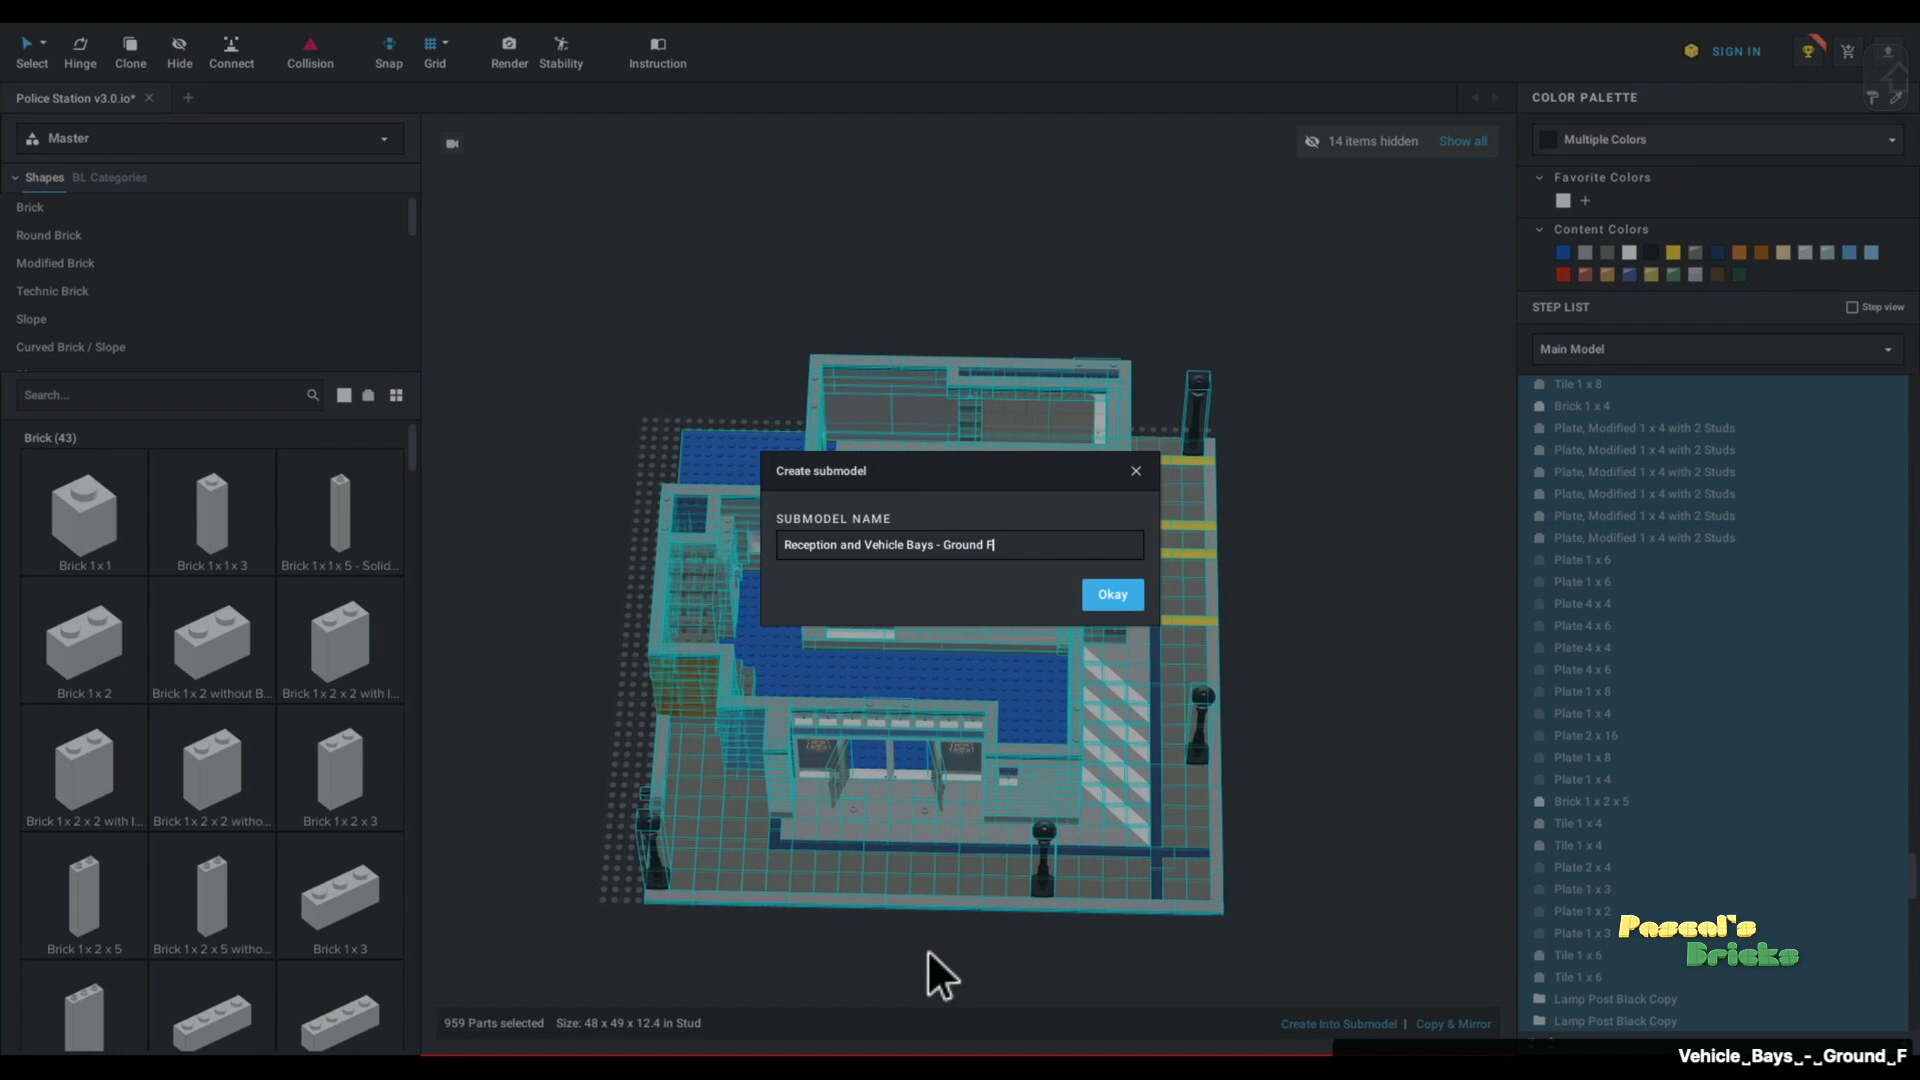 Select
Hinge
Clone
Hide
Connect
Collision
Snap
Grid
Render
Stability
Instruction
SIGN IN
Police Station v3.0.io*
Master
Shapes BL Categories
Brick
Round Brick
Modified Brick
Technic Brick
Slope
Curved Brick / Slope
Search...
Brick (43)
Brick 1 x 1
Brick 1 x 1 x 3
Brick 1 x 1 x 5 - Solid...
Brick 1 x 2
Brick 1 x 2 without B...
Brick 1 x 2 x 2 with I...
Brick 1 x 2 x 2 with I...
Brick 1 x 2 x 2 witho...
Brick 1 x 2 x 3
Brick 1 x 2 x 5
Brick 1 x 2 x 5 witho...
Brick 1 x 3
14 items hidden Show all
Create submodel
SUBMODEL NAME
Reception and Vehicle Bays - Ground F
Okay
959 Parts selected Size: 48 x 49 x 12.4 in Stud
Create Into Submodel | Copy & Mirror
COLOR PALETTE
Multiple Colors
Favorite Colors
Content Colors
STEP LIST
Step view
Main Model
Tile 1 x 8
Brick 1 x 4
Plate, Modified 1 x 4 with 2 Studs
Plate, Modified 1 x 4 with 2 Studs
Plate, Modified 1 x 4 with 2 Studs
Plate, Modified 1 x 4 with 2 Studs
Plate, Modified 1 x 4 with 2 Studs
Plate, Modified 1 x 4 with 2 Studs
Plate 1 x 6
Plate 1 x 6
Plate 4 x 4
Plate 4 x 6
Plate 4 x 4
Plate 4 x 6
Plate 1 x 8
Plate 1 x 4
Plate 2 x 16
Plate 1 x 8
Plate 1 x 4
Brick 1 x 2 x 5
Tile 1 x 4
Tile 1 x 4
Plate 2 x 4
Plate 1 x 3
Plate 1 x 2
Plate 1 x 3
Tile 1 x 6
Tile 1 x 6
Lamp Post Black Copy
Lamp Post Black Copy
Pascal's
Bricks
Vehicle␣Bays␣-␣Ground␣F